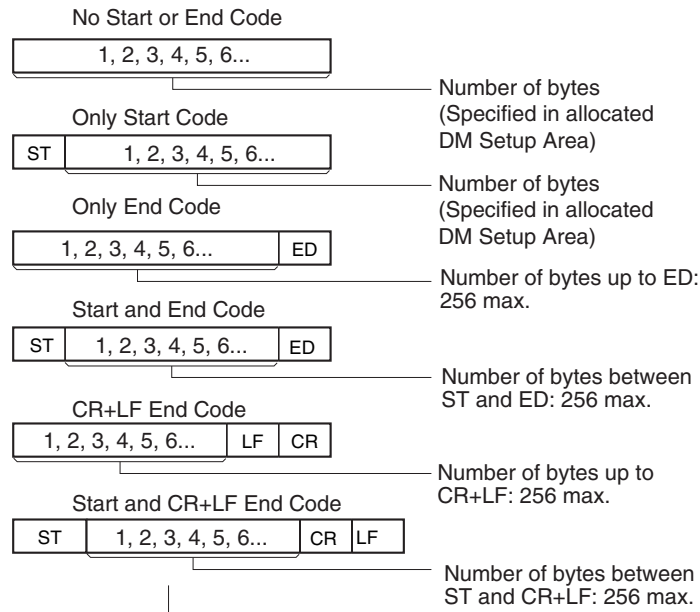 No Start or End Code
1, 2, 3, 4, 5, 6...
Number of bytes
(Specified in allocated
DM Setup Area)
Only Start Code
ST 1, 2, 3, 4, 5, 6...
Number of bytes
(Specified in allocated
DM Setup Area)
Only End Code
1, 2, 3, 4, 5, 6... ED
Number of bytes up to ED:
256 max.
Start and End Code
ST 1, 2, 3, 4, 5, 6... ED
Number of bytes between
ST and ED: 256 max.
CR+LF End Code
1, 2, 3, 4, 5, 6... LF CR
Number of bytes up to
CR+LF: 256 max.
Start and CR+LF End Code
ST 1, 2, 3, 4, 5, 6... CR LF
Number of bytes between
ST and CR+LF: 256 max.